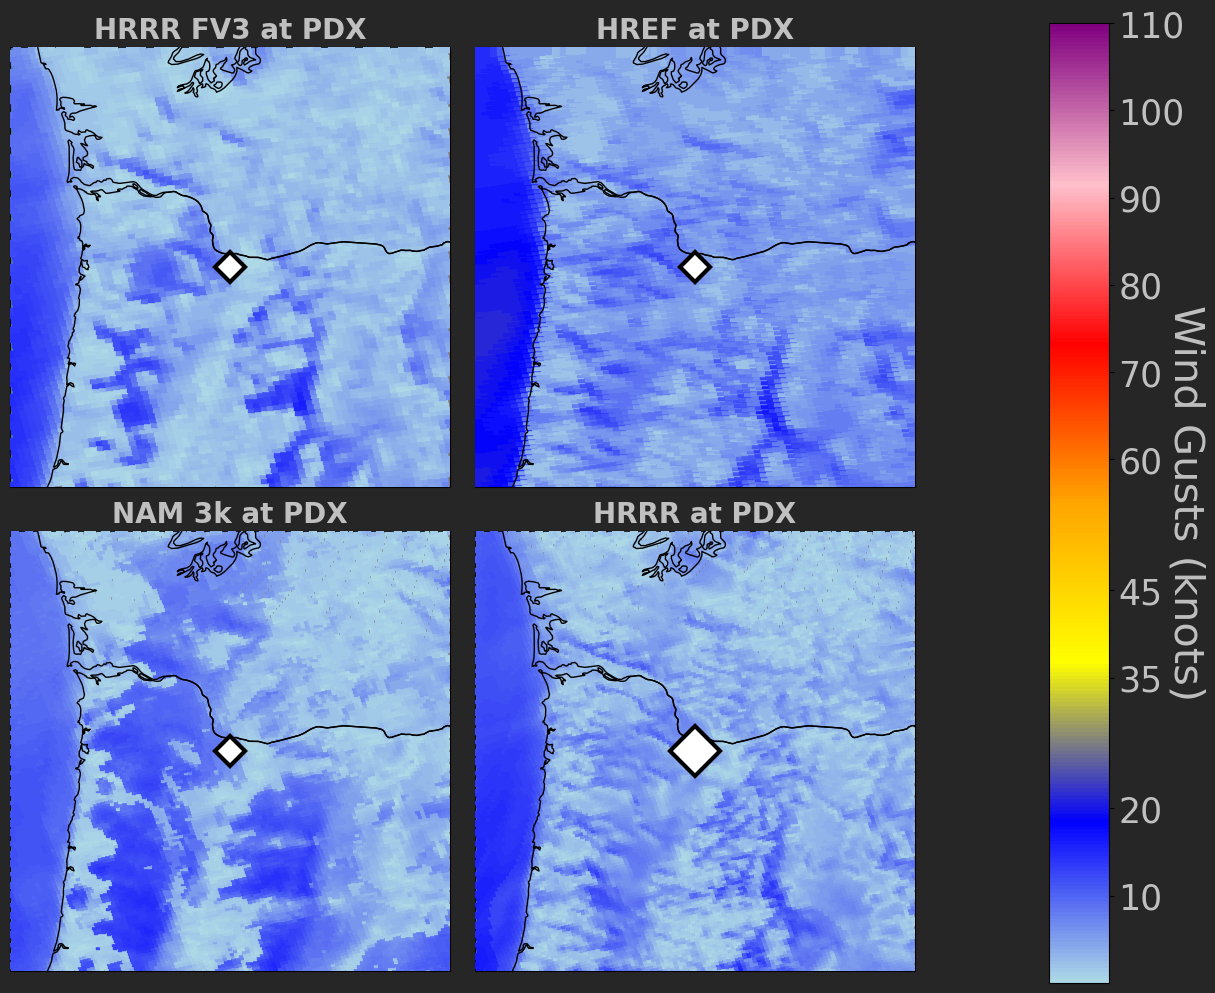 HRRR FV3 at PDX
HREF at PDX
NAM 3k at PDX
HRRR at PDX
110
100
90
80
70
60
45
35
20
10
Wind Gusts (knots)